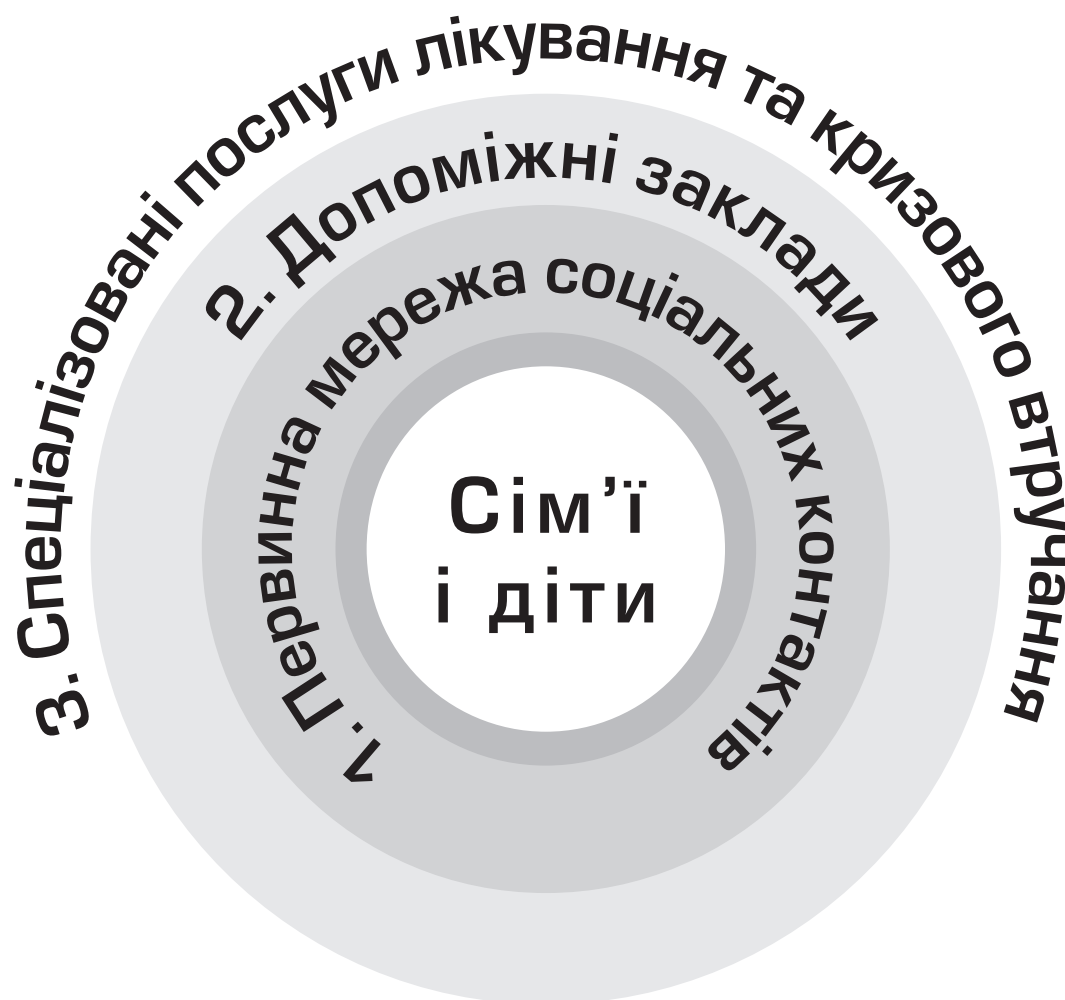 3. Спеціалізовані послуги лікування та кризового втручання
2. Допоміжні заклади
1. Первинна мережа соціальних контактів
Сім’ї
і діти